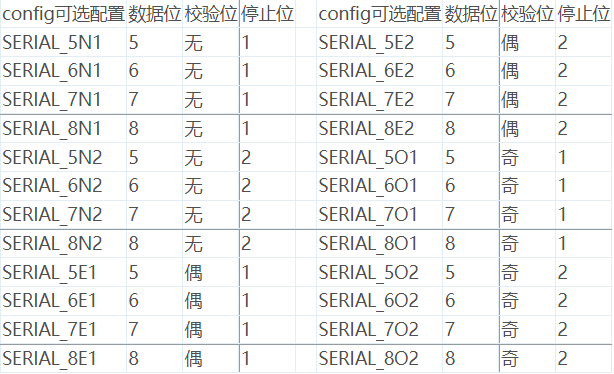 config可选配置 数据位 校验位 停止位 config可选配置 数据位 校验位 停止位
SERIAL_5N1 5 无 1 SERIAL_5E2 5 偶 2
SERIAL_6N1 6 无 1 SERIAL_6E2 6 偶 2
SERIAL_7N1 7 无 1 SERIAL_7E2 7 偶 2
SERIAL_8N1 8 无 1 SERIAL_8E2 8 偶 2
SERIAL_5N2 5 无 2 SERIAL_5O1 5 奇 1
SERIAL_6N2 6 无 2 SERIAL_6O1 6 奇 1
SERIAL_7N2 7 无 2 SERIAL_7O1 7 奇 1
SERIAL_8N2 8 无 2 SERIAL_8O1 8 奇 1
SERIAL_5E1 5 偶 1 SERIAL_5O2 5 奇 2
SERIAL_6E1 6 偶 1 SERIAL_6O2 6 奇 2
SERIAL_7E1 7 偶 1 SERIAL_7O2 7 奇 2
SERIAL_8E1 8 偶 1 SERIAL_8O2 8 奇 2